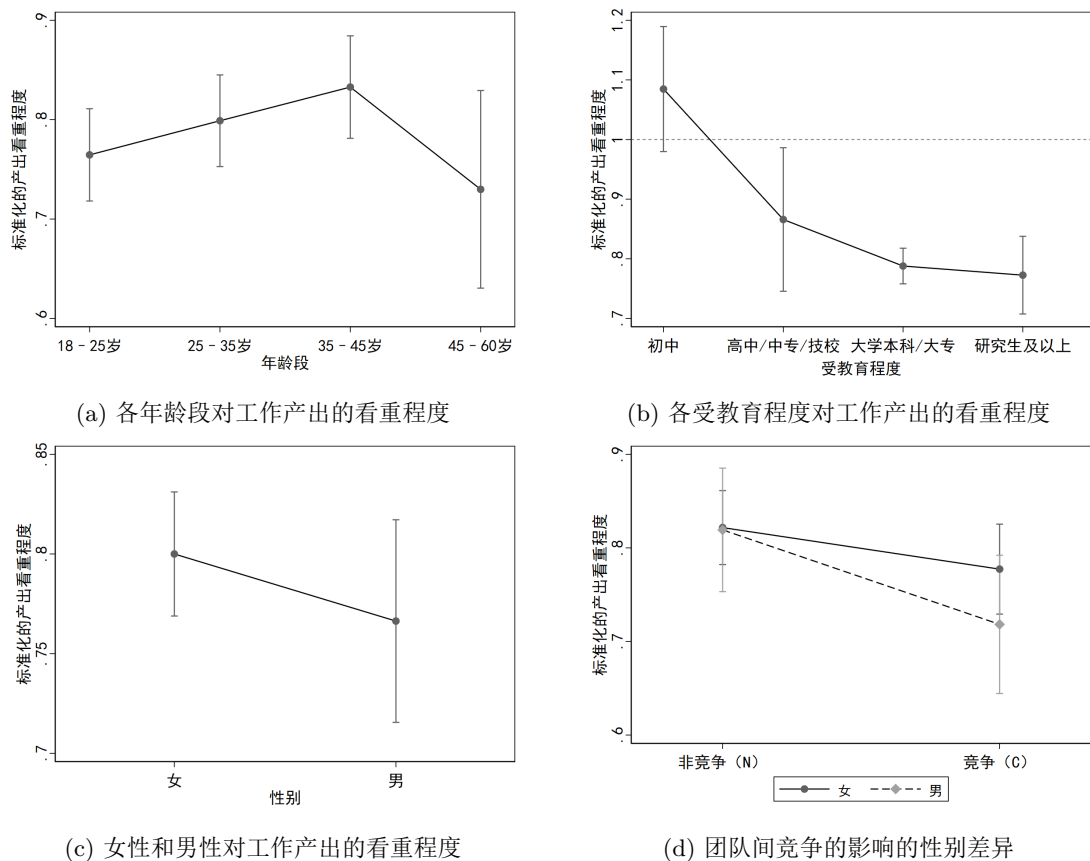 标准化的产出看重程度
.9
.8
.7
.6
18－25岁
25－35岁
35－45岁
45－60岁
年龄段
(a) 各年龄段对工作产出的看重程度
标准化的产出看重程度
1.2
1.1
1
.9
.8
.7
初中
高中/中专/技校
大学本科/大专
研究生及以上
受教育程度
(b) 各受教育程度对工作产出的看重程度
标准化的产出看重程度
.85
.8
.75
.7
女
男
性别
(c) 女性和男性对工作产出的看重程度
标准化的产出看重程度
.9
.8
.7
.6
非竞争（N）
竞争（C）
女
男
(d) 团队间竞争的影响的性别差异